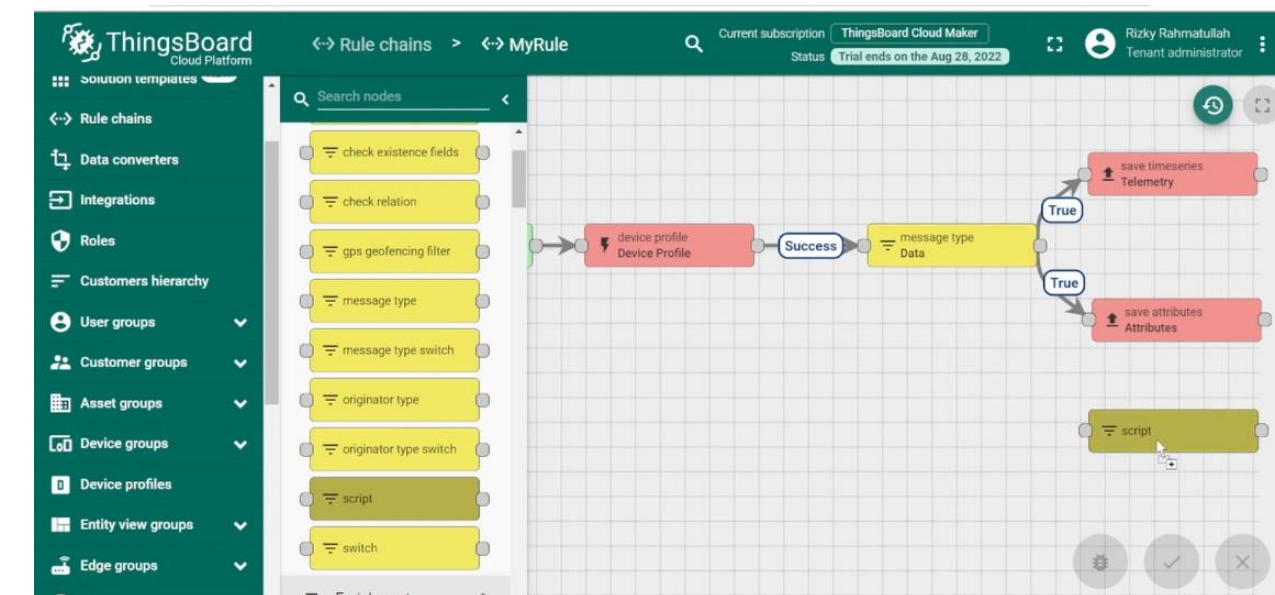 ThingsBoard
Cloud Platform
Rule chains > MyRule
Current subscription ThingsBoard Cloud Maker
Status Trial ends on the Aug 28, 2022
Rizky Rahmatullah
Tenant administrator
Solution templates
Rule chains
Data converters
Integrations
Roles
Customers hierarchy
User groups
Customer groups
Asset groups
Device groups
Device profiles
Entity view groups
Edge groups
Search nodes
check existence fields
check relation
gps geofencing filter
message type
message type switch
originator type
originator type switch
script
switch
device profile
Device Profile
Success
message type
Data
True
True
save timeseries
Telemetry
save attributes
Attributes
script